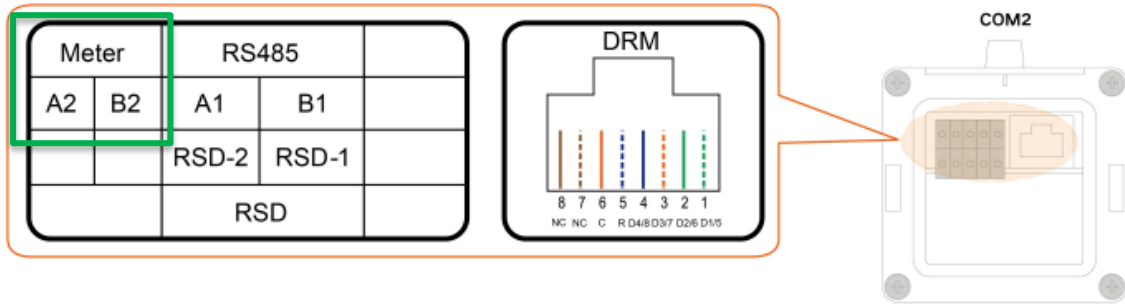 COM2
Meter RS485
A2 B2 A1 B1
RSD-2 RSD-1
RSD
DRM
8 7 6 5 4 3 2 1
NC NC C R D4/8 D3/7 D2/6 D1/5